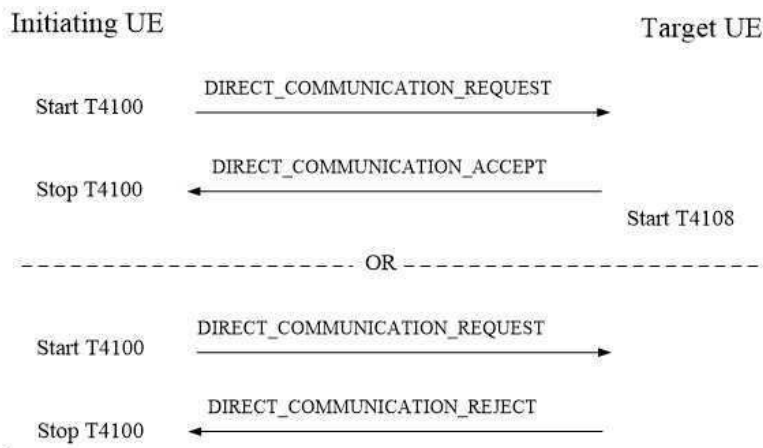 Initiating UE Target UE
DIRECT_COMMUNICATION_REQUEST
Start T4100
DIRECT_COMMUNICATION_ACCEPT
Stop T4100
Start T4108
OR
DIRECT_COMMUNICATION_REQUEST
Start T4100
DIRECT_COMMUNICATION_REJECT
Stop T4100